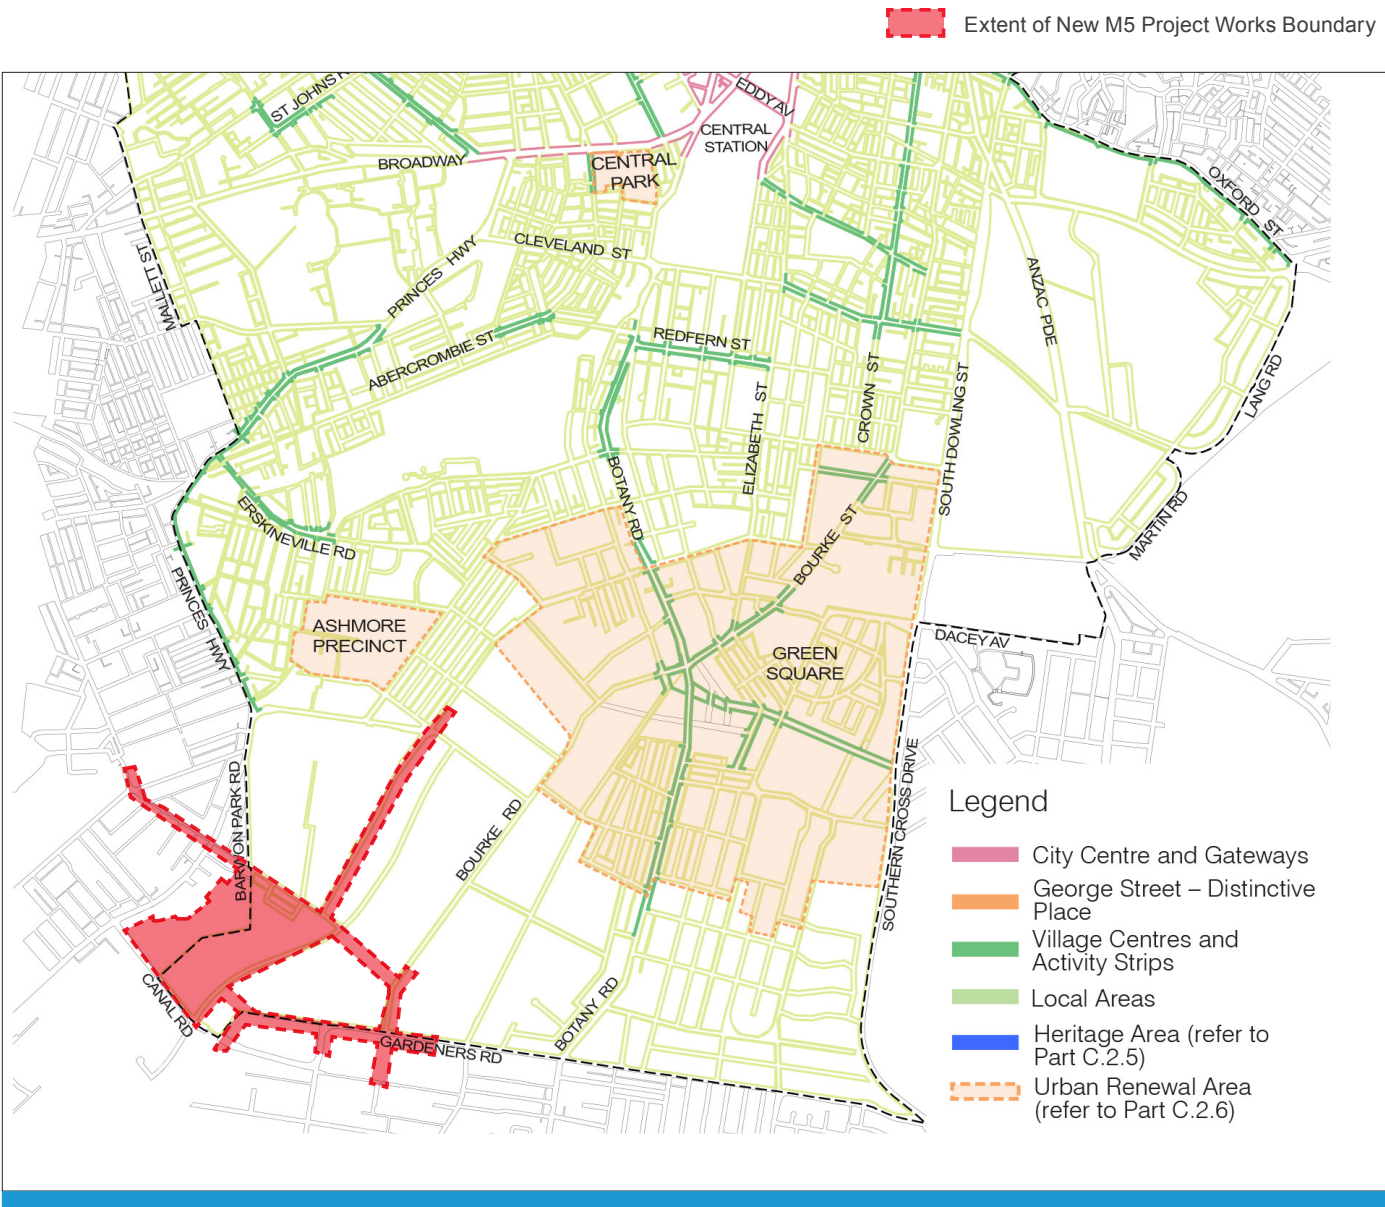 Extent of New M5 Project Works Boundary
ST JOHNS
EDDY AV
CENTRAL
STATION
BROADWAY
CENTRAL
PARK
OXFORD ST
CLEVELAND ST
PRINCES HWY
MALLETT ST
ANZAC PDE
REDFERN ST
ABERCROMBIE ST
CROWN ST
LANG RD
ELIZABETH ST
SOUTH DOWLING ST
BOTANY RD
ERSKINEVILLE RD
MARTIN RD
BOURKE ST
PRINCES HWY
ASHMORE
PRECINCT
DACEY AV
GREEN
SQUARE
BARWON PARK RD
BOURKE RD
SOUTHERN CROSS DRIVE
CANAL RD
BOTANY RD
GARDENERS RD
Legend
City Centre and Gateways
George Street – Distinctive
Place
Village Centres and
Activity Strips
Local Areas
Heritage Area (refer to
Part C.2.5)
Urban Renewal Area
(refer to Part C.2.6)